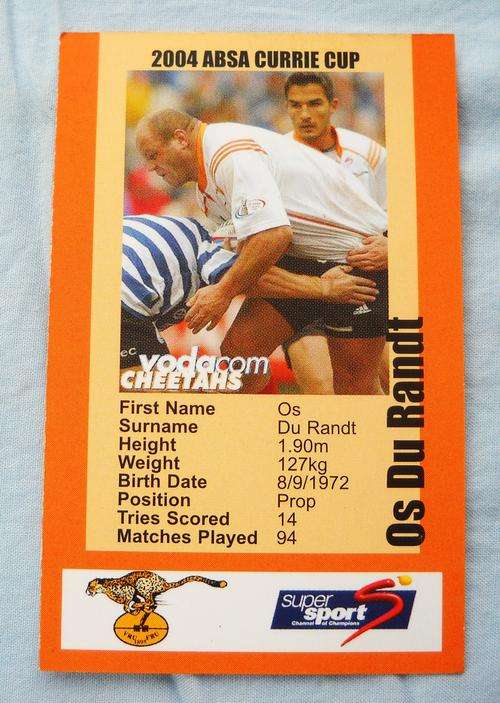 2004 ABSA CURRIE CUP
vodacom
CHEETAHS
Os Du Randt
First Name Os
Surname Du Randt
Height 1.90m
Weight 127kg
Birth Date 8/9/1972
Position Prop
Tries Scored 14
Matches Played 94
super
sport
Channel of Champions